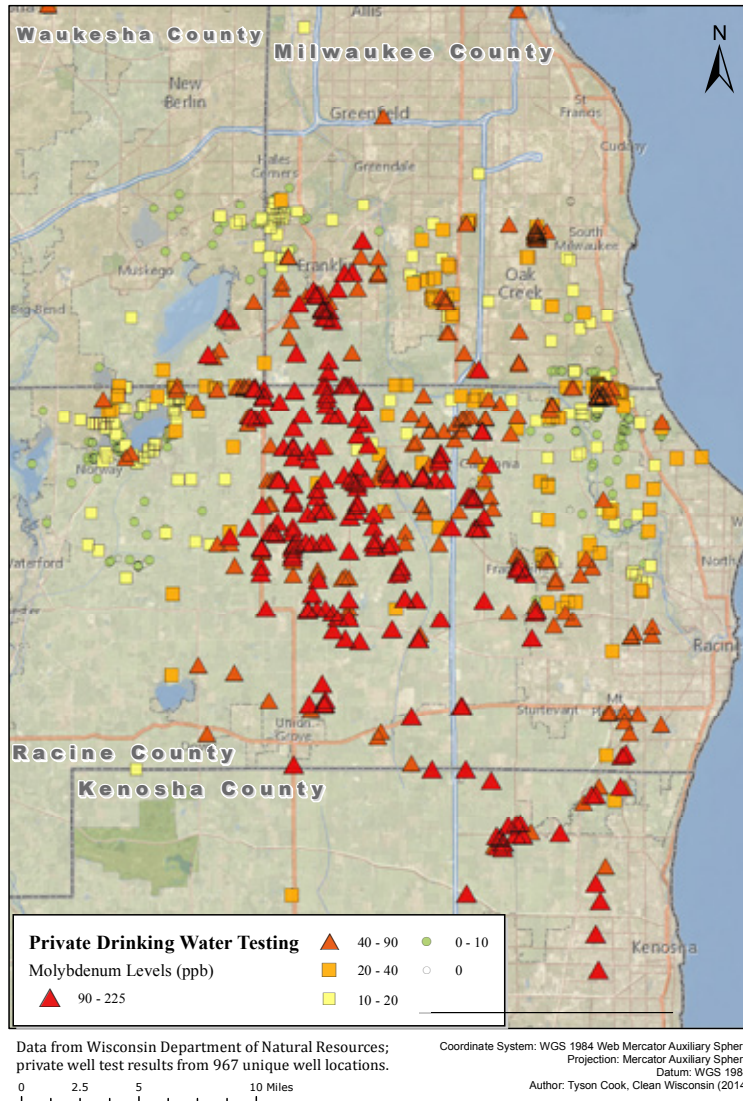 Allis
Waukesha County
Milwaukee County
N
New
Berlin
Greenfield
St
Francis
Cudahy
Hales
Corners
Greendale
South
Milwaukee
Muskego
Franklin
Oak
Creek
Big Bend
Norway
Caledonia
Waterford
North
Racine
Mt
Sturtevant
Union
Grove
Racine County
Kenosha County
Kenosha
Private Drinking Water Testing
Molybdenum Levels (ppb)
90 - 225
40 - 90
20 - 40
10 - 20
0 - 10
0
Data from Wisconsin Department of Natural Resources;
private well test results from 967 unique well locations.
0 2.5 5 10 Miles
Coordinate System: WGS 1984 Web Mercator Auxiliary Spher
Projection: Mercator Auxiliary Spher
Datum: WGS 198
Author: Tyson Cook, Clean Wisconsin (2014